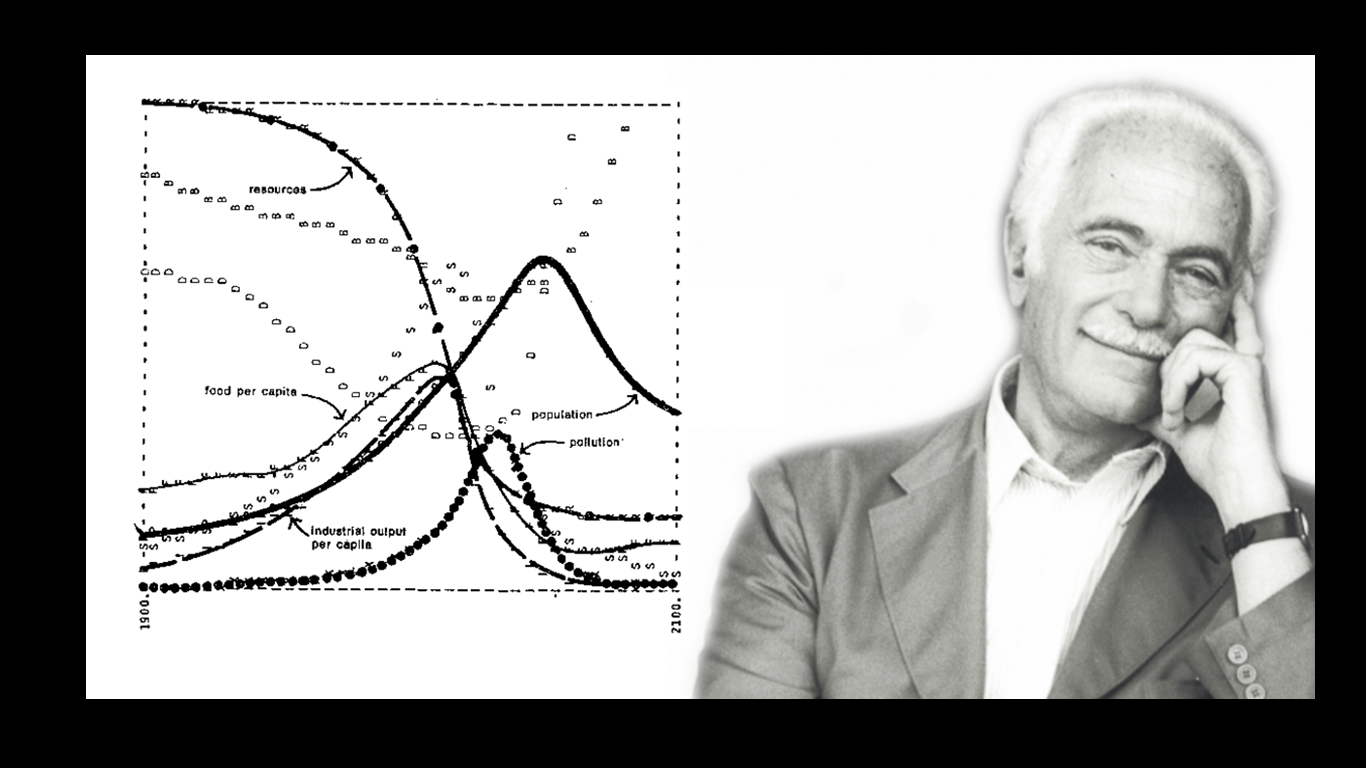 resources
food per capita
population
pollution
industrial output
per capita
1900.
2100.